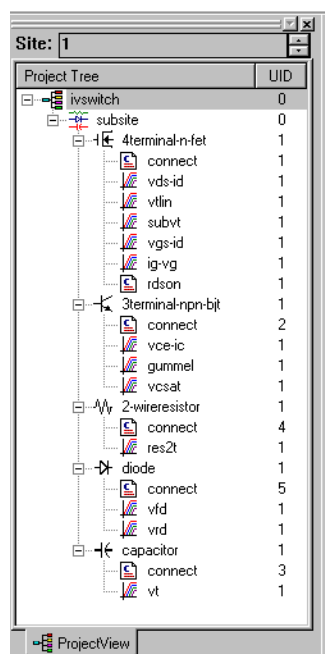 Site: 1
Project Tree UID
ivswitch 0
subsite 0
4terminal-n-fet 1
connect 1
vds-id 1
vtlin 1
subvt 1
vgs-id 1
ig-vg 1
rdson 1
3terminal-npn-bjt 1
connect 2
vce-ic 1
gummel 1
vcsat 1
2-wireresistor 1
connect 4
res2t 1
diode 1
connect 5
vfd 1
vrd 1
capacitor 1
connect 3
vt 1
ProjectView